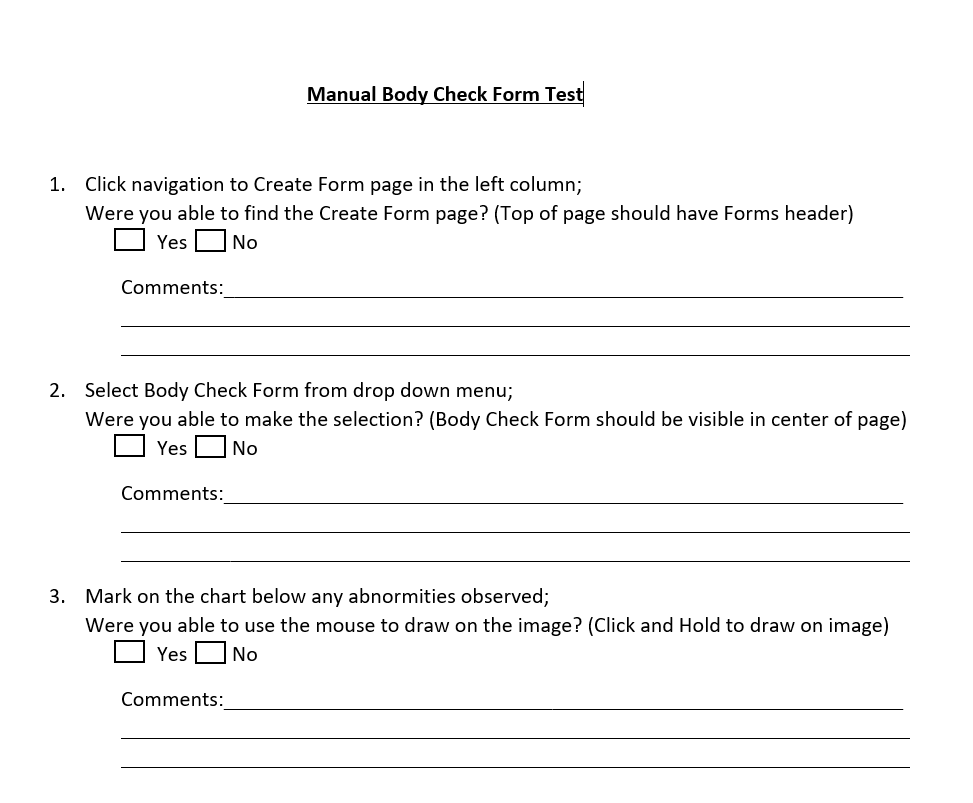 Manual Body Check Form Test
1. Click navigation to Create Form page in the left column;
Were you able to find the Create Form page? (Top of page should have Forms header)
Yes No
Comments:
2. Select Body Check Form from drop down menu;
Were you able to make the selection? (Body Check Form should be visible in center of page)
Yes No
Comments:
3. Mark on the chart below any abnormities observed;
Were you able to use the mouse to draw on the image? (Click and Hold to draw on image)
Yes No
Comments: